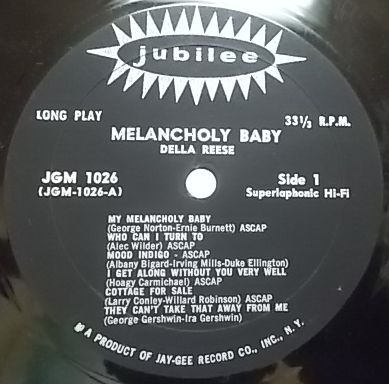 jubilee
LONG PLAY
33⅓ R.P.M.
MELANCHOLY BABY
DELLA REESE
JGM 1026
(JGM-1026-A)
Side 1
Superlaphonic Hi-Fi
MY MELANCHOLY BABY
(George Norton-Ernie Burnett) ASCAP
WHO CAN I TURN TO
(Alec Wilder) ASCAP
MOOD INDIGO - ASCAP
(Albany Bigard-Irving Mills-Duke Ellington)
I GET ALONG WITHOUT YOU VERY WELL
(Hoagy Carmichael) ASCAP
COTTAGE FOR SALE
(Larry Conley-Willard Robinson) ASCAP
THEY CAN'T TAKE THAT AWAY FROM ME
(George Gershwin-Ira Gershwin)
A PRODUCT OF JAY-GEE RECORD CO., INC., N. Y.